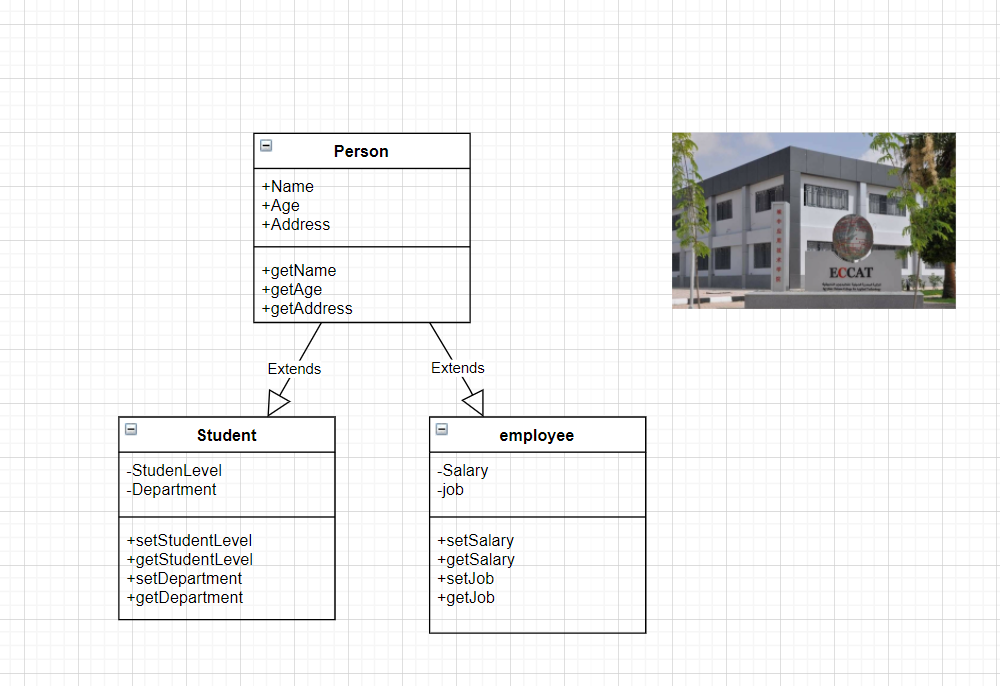 Person
+Name
+Age
+Address
+getName
+getAge
+getAddress
Extends
Extends
Student
-StudenLevel
-Department
+setStudentLevel
+getStudentLevel
+setDepartment
+getDepartment
employee
-Salary
-job
+setSalary
+getSalary
+setJob
+getJob
ECCAT